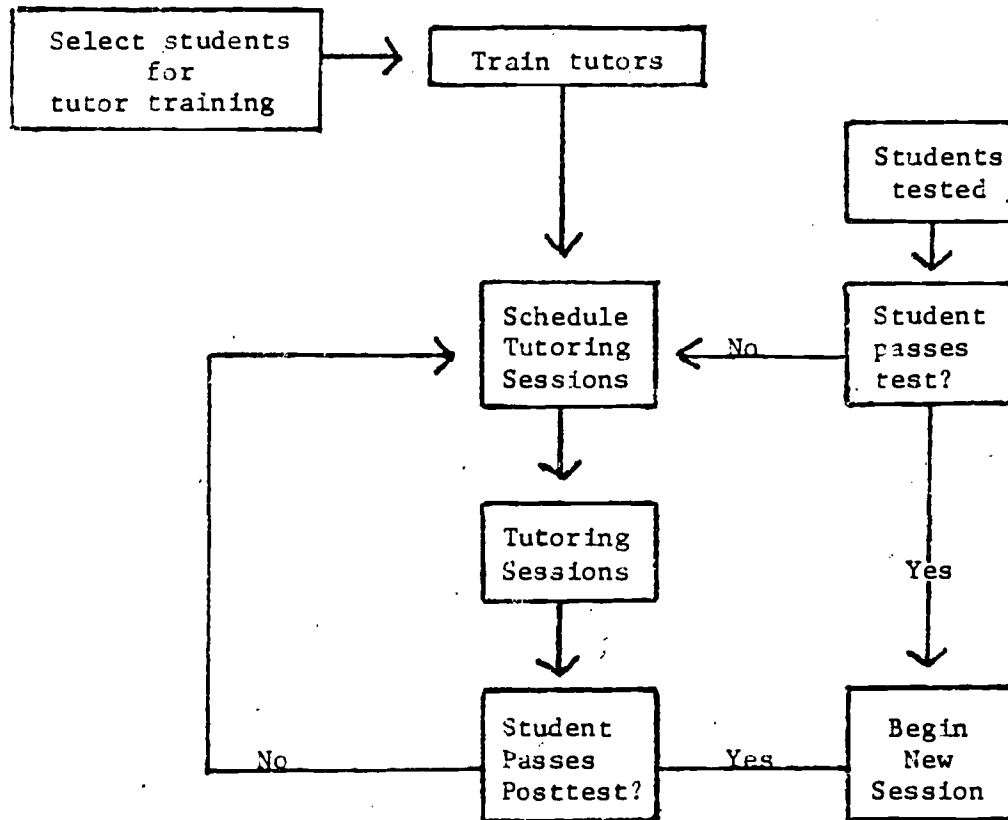 Select students
for
tutor training
Train tutors
Students
tested
Schedule
Tutoring
Sessions
No
Student
passes
test?
Tutoring
Sessions
Yes
Student
Passes
Posttest?
No
Yes
Begin
New
Session